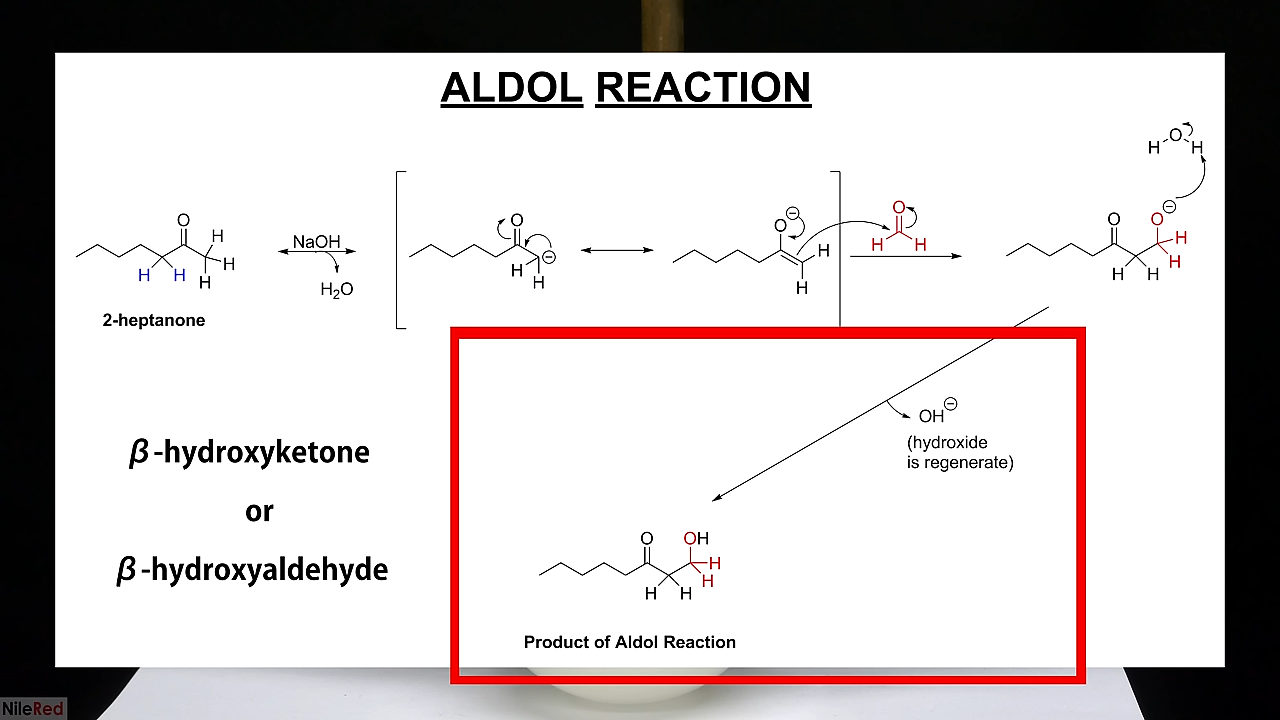 ALDOL REACTION
H O H
O
H
H
H
H H
2-heptanone
NaOH
H₂O
O
H
H
⊖
O ⊖
H
H
O
H H
O
O ⊖
H
H
H H
OH ⊖
(hydroxide
is regenerate)
β-hydroxyketone
or
β-hydroxyaldehyde
O
OH
H
H
H H
Product of Aldol Reaction
NileRed